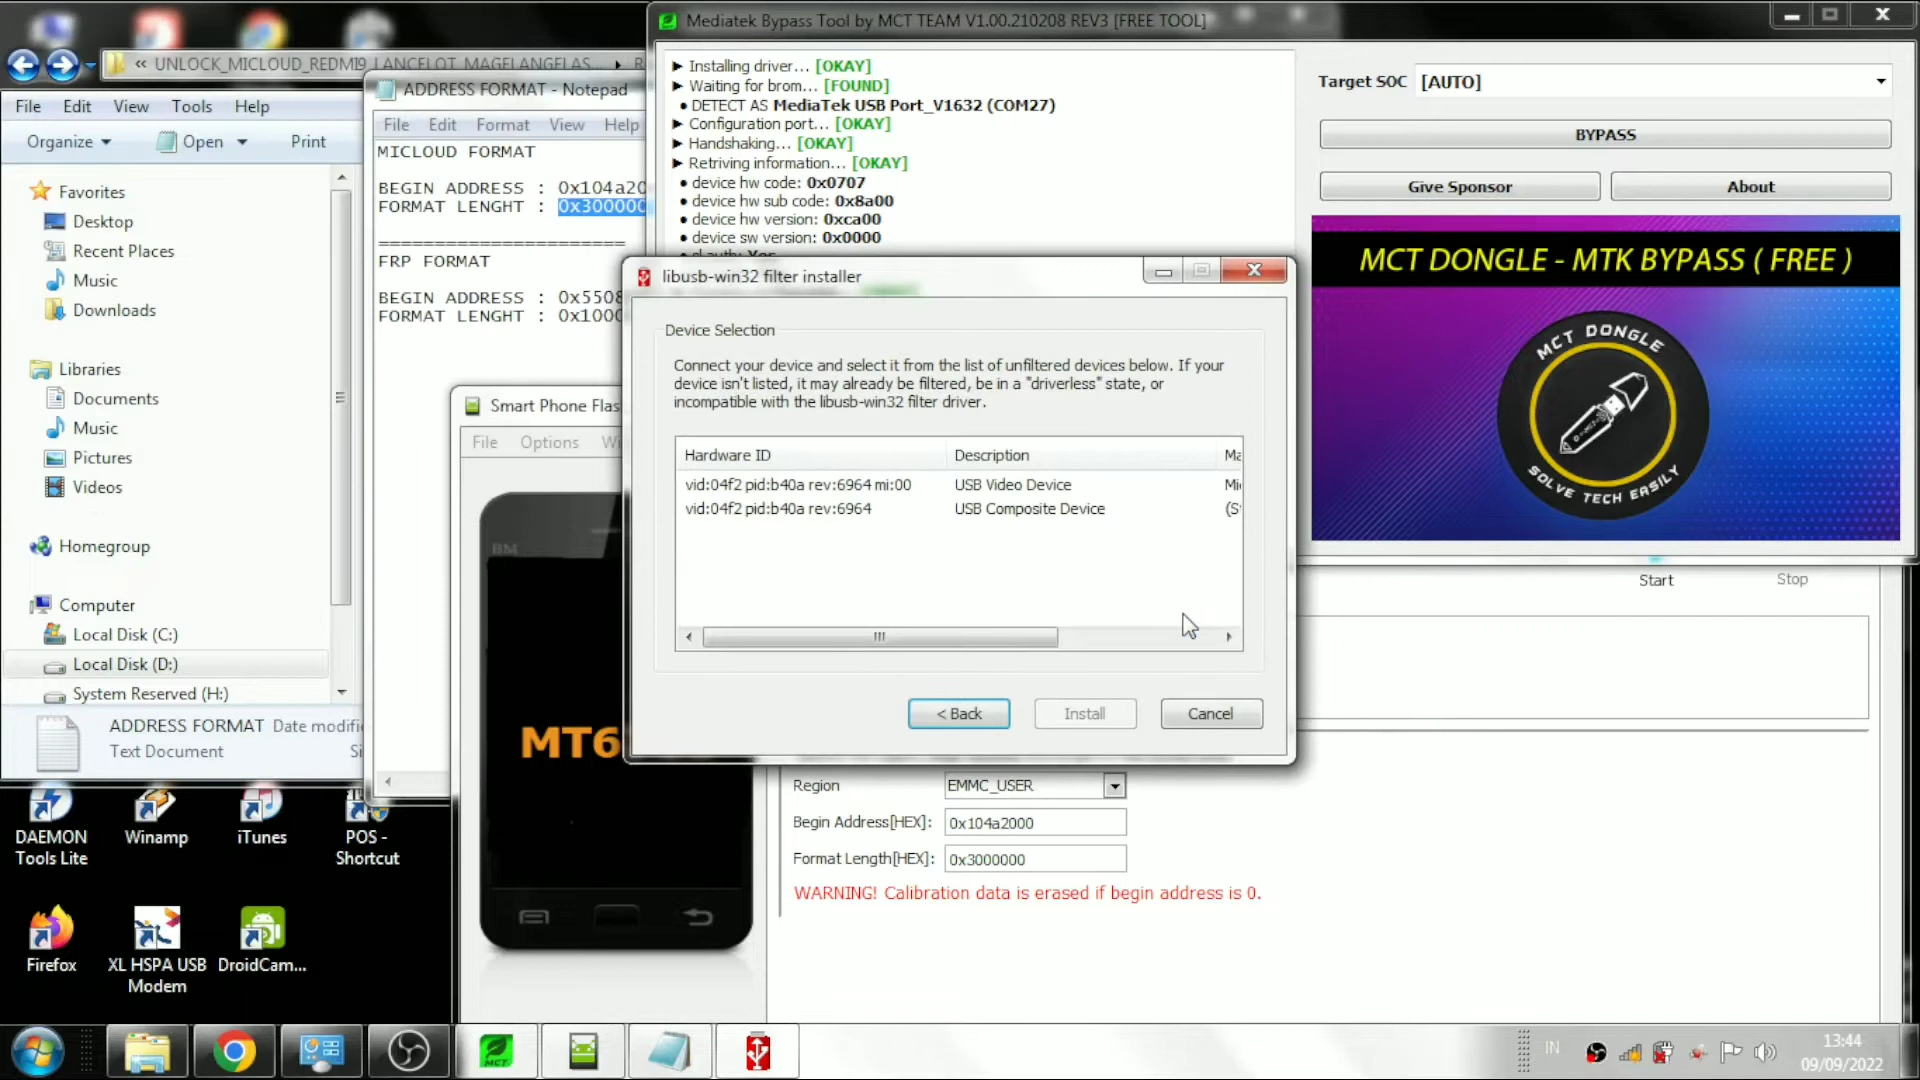 Mediatek Bypass Tool by MCT TEAM V1.00.210208 REV3 [FREE TOOL]
« UNLOCK_MICLOUD_REDMI9_LANCELOT_MAGELANGFLAS...
File Edit View Tools Help
Organize Open Print
Favorites
Desktop
Recent Places
Music
Downloads
Libraries
Documents
Music
Pictures
Videos
Homegroup
Computer
Local Disk (C:)
Local Disk (D:)
System Reserved (H:)
ADDRESS FORMAT Date modifie
Text Document
ADDRESS FORMAT - Notepad
File Edit Format View Help
MICLOUD FORMAT
BEGIN ADDRESS : 0x104a20
FORMAT LENGHT : 0x300000
=======================
FRP FORMAT
BEGIN ADDRESS : 0x5508
FORMAT LENGHT : 0x1000
Installing driver... [OKAY]
Waiting for brom... [FOUND]
DETECT AS MediaTek USB Port_V1632 (COM27)
Configuration port... [OKAY]
Handshaking... [OKAY]
Retriving information... [OKAY]
device hw code: 0x0707
device hw sub code: 0x8a00
device hw version: 0xca00
device sw version: 0x0000
Target SOC [AUTO]
BYPASS
Give Sponsor About
MCT DONGLE - MTK BYPASS ( FREE )
MCT DONGLE
SOLVE TECH EASILY
libusb-win32 filter installer
Device Selection
Connect your device and select it from the list of unfiltered devices below. If your
device isn't listed, it may already be filtered, be in a "driverless" state, or
incompatible with the libusb-win32 filter driver.
Hardware ID Description Ma
vid:04f2 pid:b40a rev:6964 mi:00 USB Video Device Mi
vid:04f2 pid:b40a rev:6964 USB Composite Device (S
< Back Install Cancel
Smart Phone Flas
File Options Wi
BM
MT6
Start Stop
Region EMMC_USER
Begin Address[HEX]: 0x104a2000
Format Length[HEX]: 0x3000000
WARNING! Calibration data is erased if begin address is 0.
DAEMON Tools Lite
Winamp
iTunes
POS - Shortcut
Firefox
XL HSPA USB Modem
DroidCam...
MCT
IN
13:44
09/09/2022